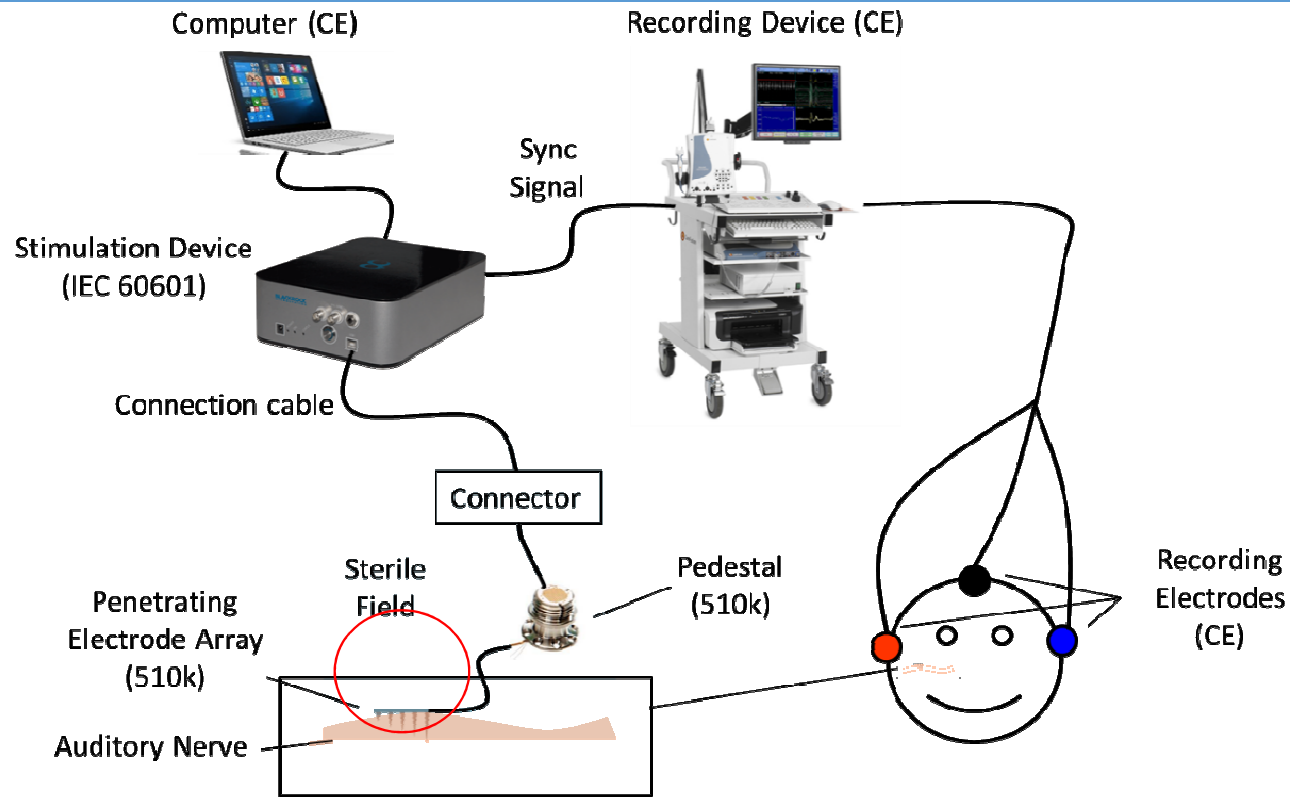 Computer (CE)
Recording Device (CE)
Sync
Signal
Stimulation Device
(IEC 60601)
Connection cable
Connector
Sterile
Field
Pedestal
(510k)
Penetrating
Electrode Array
(510k)
Recording
Electrodes
(CE)
Auditory Nerve